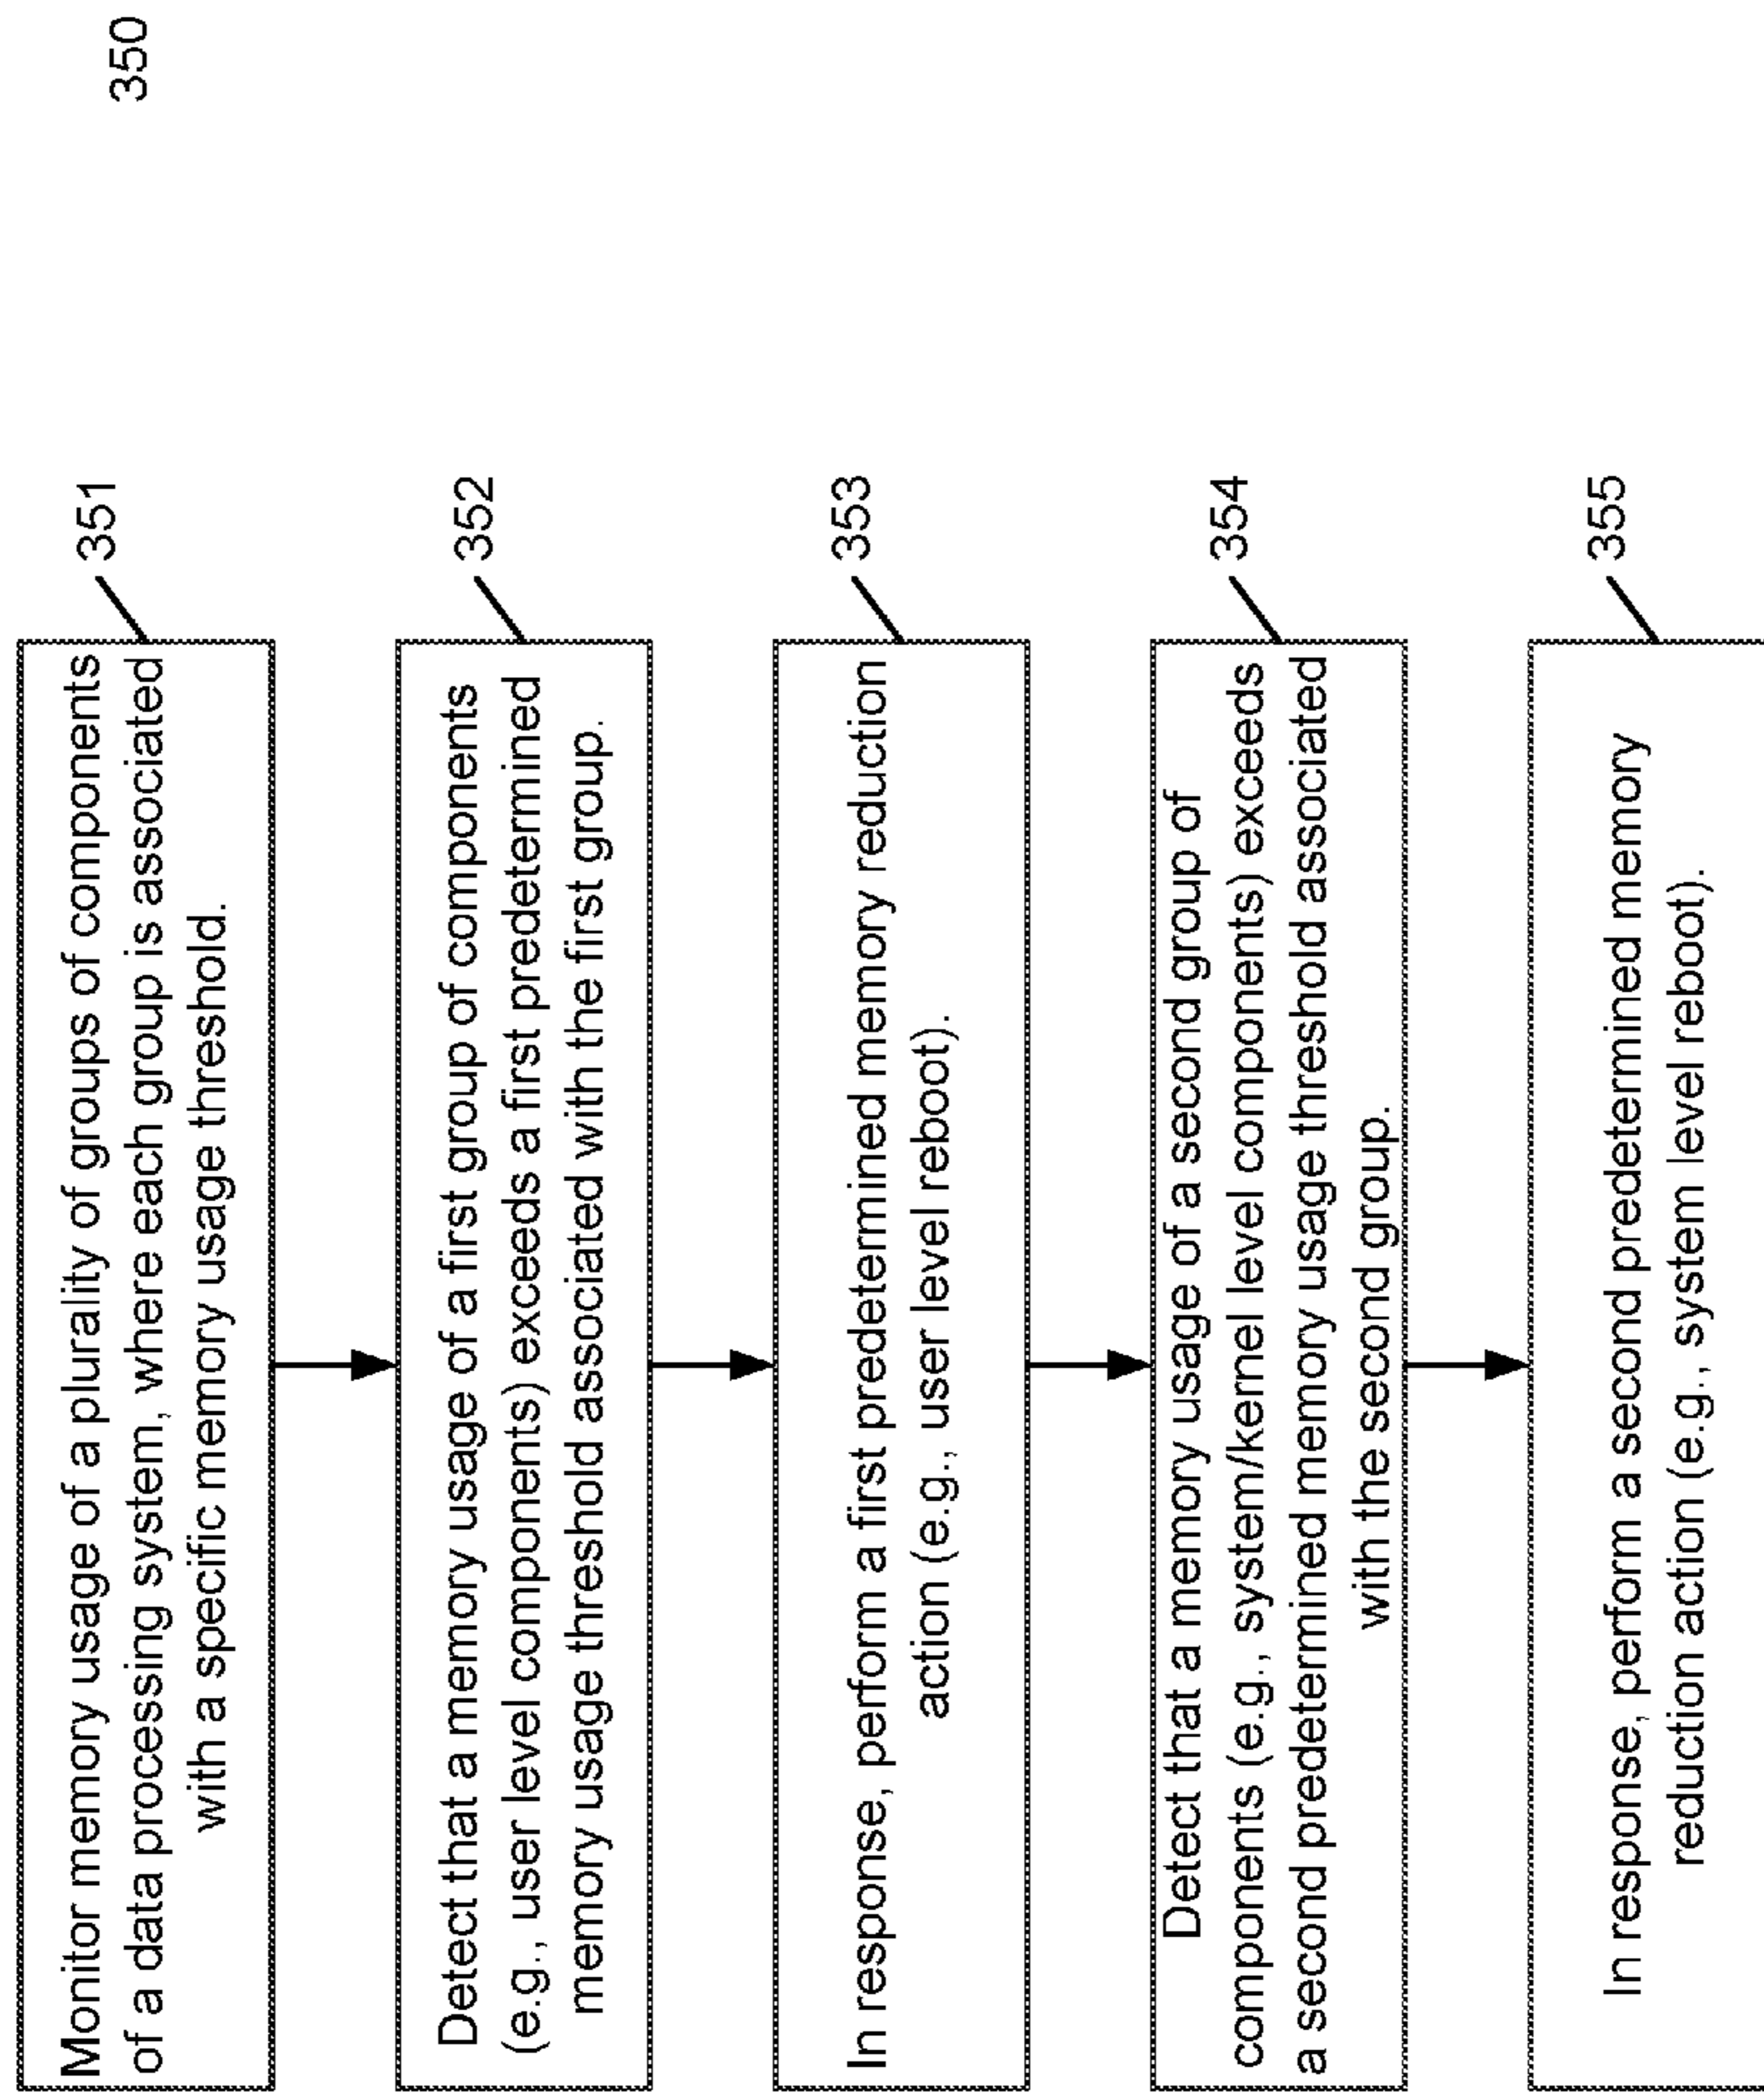 350
Monitor memory usage of a plurality of groups of components
of a data processing system, where each group is associated
with a specific memory usage threshold.
351
Detect that a memory usage of a first group of components
(e.g., user level components) exceeds a first predetermined
memory usage threshold associated with the first group.
352
In response, perform a first predetermined memory reduction
action (e.g., user level reboot).
353
Detect that a memory usage of a second group of
components (e.g., system/kernel level components) exceeds
a second predetermined memory usage threshold associated
with the second group.
354
In response, perform a second predetermined memory
reduction action (e.g., system level reboot).
355